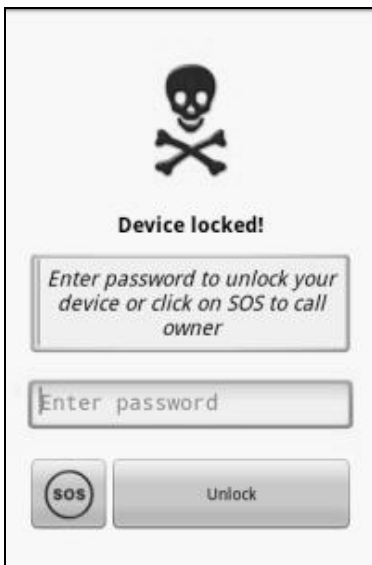 Device locked!
Enter password to unlock your
device or click on SOS to call
owner
Enter password
SOS
Unlock